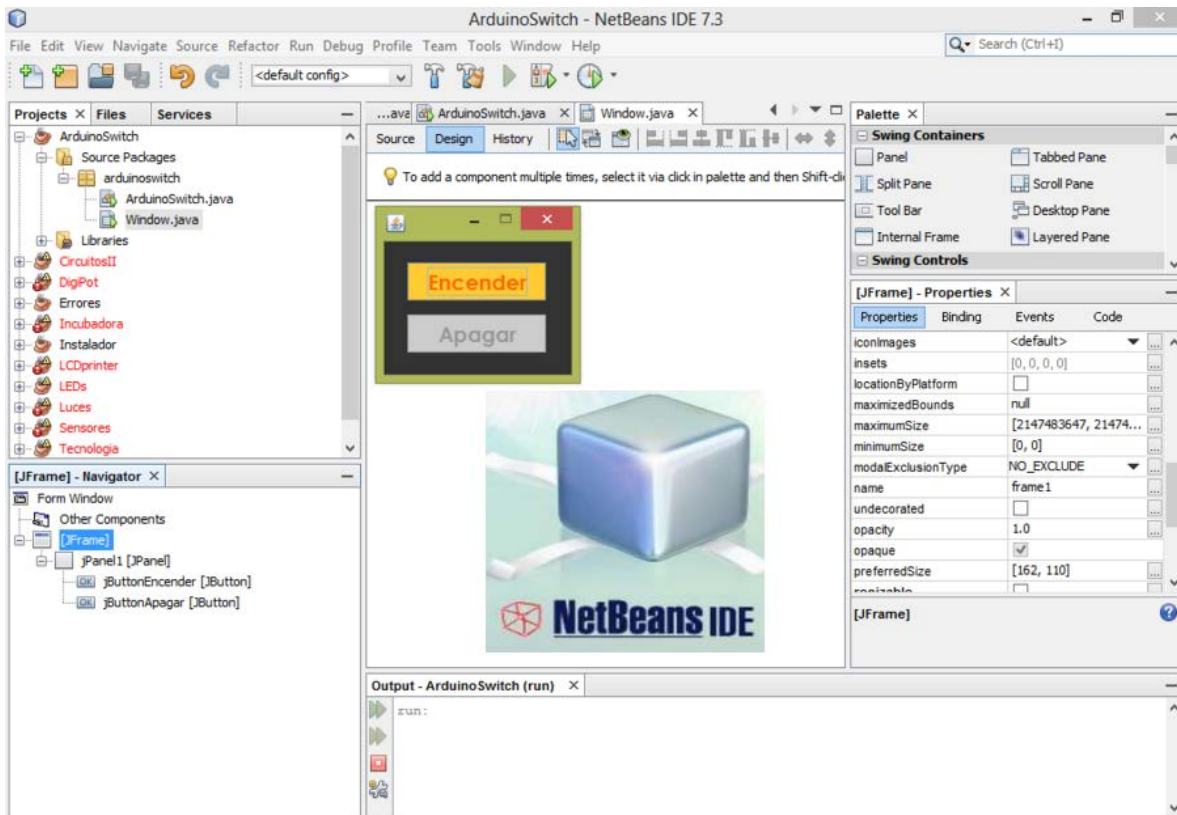 ArduinoSwitch - NetBeans IDE 7.3
File Edit View Navigate Source Refactor Run Debug Profile Team Tools Window Help
Search (Ctrl+I)
<default config>
Projects Files Services
ArduinoSwitch
Source Packages
arduinoswitch
ArduinoSwitch.java
Window.java
Libraries
CircuitosII
DigiPot
Errores
Incubadora
Instalador
LCDprinter
LEDs
Luces
Sensores
Tecnologia
[JFrame] - Navigator
Form Window
Other Components
[JFrame]
jPanel1 [JPanel]
jButtonEncender [JButton]
jButtonApagar [JButton]
...ava ArduinoSwitch.java Window.java
Source Design History
To add a component multiple times, select it via click in palette and then Shift-cli
Encender
Apagar
NetBeans IDE
Output - ArduinoSwitch (run)
run:
Palette
Swing Containers
Panel Tabbed Pane
Split Pane Scroll Pane
Tool Bar Desktop Pane
Internal Frame Layered Pane
Swing Controls
[JFrame] - Properties
Properties Binding Events Code
iconImages <default> ...
insets [0, 0, 0, 0] ...
locationByPlatform ...
maximizedBounds null ...
maximumSize [2147483647, 21474... ...
minimumSize [0, 0] ...
modalExclusionType NO_EXCLUDE ...
name frame1 ...
undecorated ...
opacity 1.0 ...
opaque
preferredSize [162, 110] ...
[JFrame]